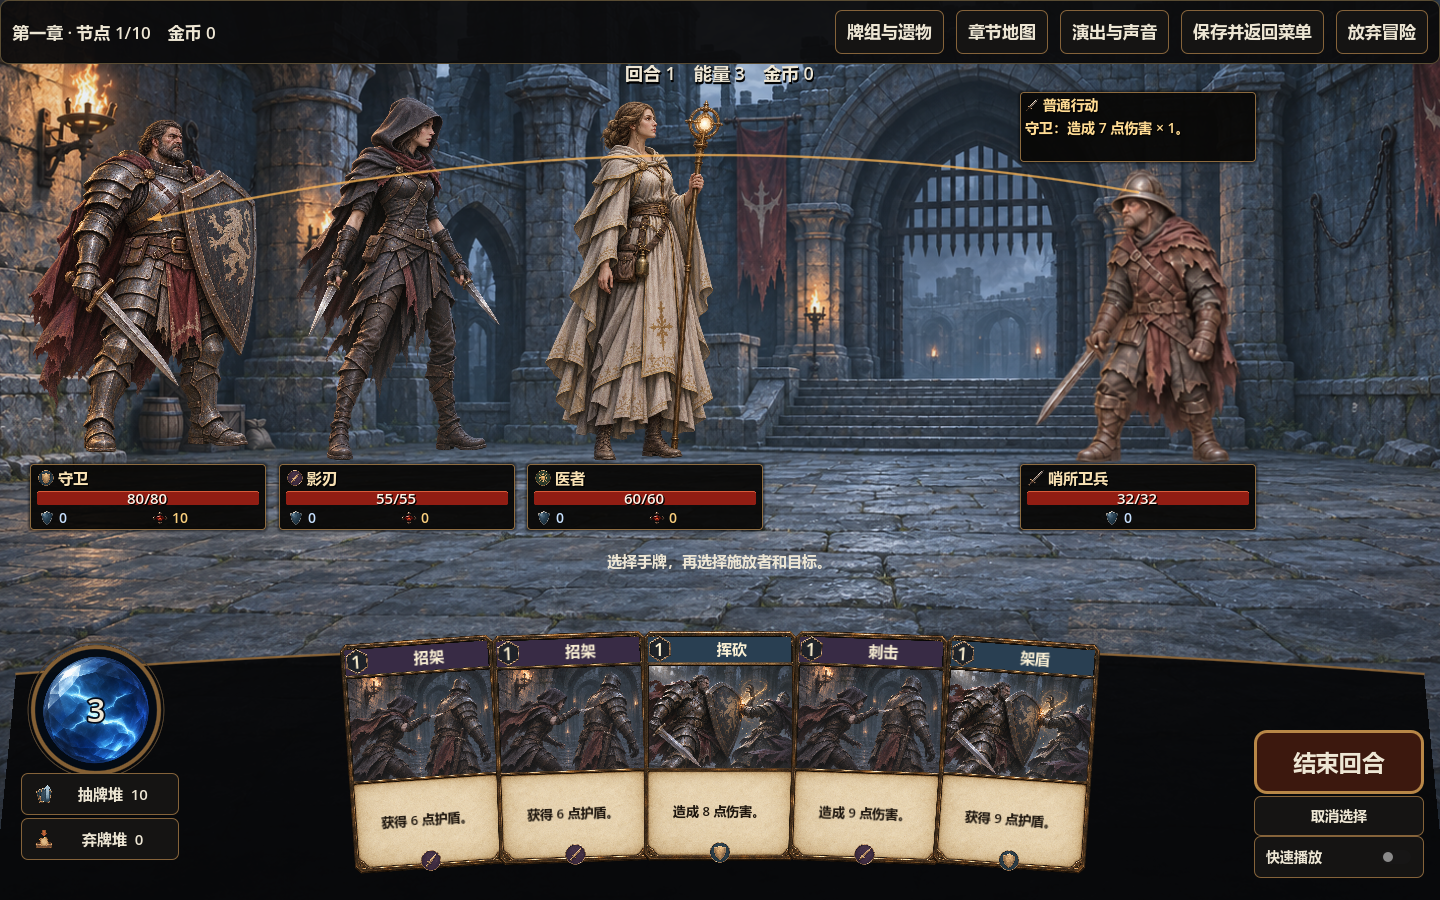 第一章 · 节点 1/10 金币 0
牌组与遗物
章节地图
演出与声音
保存并返回菜单
放弃冒险
回合 1 能量 3 金币 0
普通行动
守卫：造成 7 点伤害 × 1。
守卫
80/80
0 10
影刃
55/55
0 0
医者
60/60
0 0
哨所卫兵
32/32
0
选择手牌，再选择施放者和目标。
3
抽牌堆 10
弃牌堆 0
1 招架
获得 6 点护盾。
1 招架
获得 6 点护盾。
1 挥砍
造成 8 点伤害。
1 刺击
造成 9 点伤害。
1 架盾
获得 9 点护盾。
结束回合
取消选择
快速播放